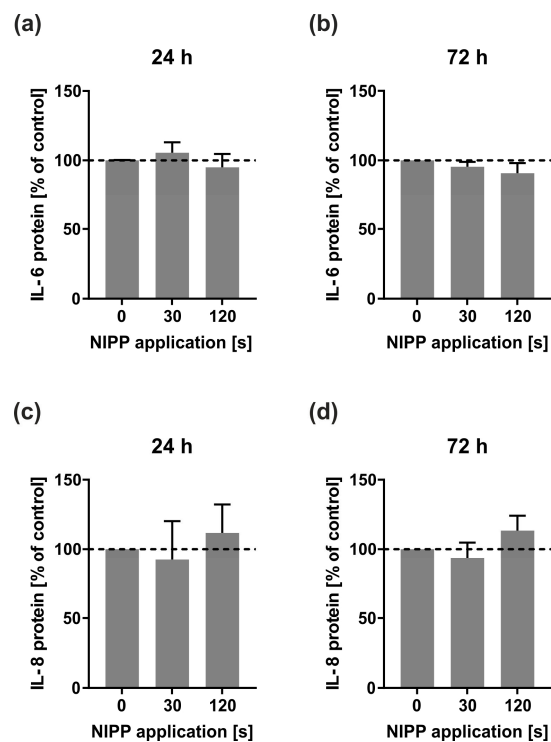 (a)
24 h
IL-6 protein [% of control]
150
100
50
0
0 30 120
NIPP application [s]
(b)
72 h
IL-6 protein [% of control]
150
100
50
0
0 30 120
NIPP application [s]
(c)
24 h
IL-8 protein [% of control]
150
100
50
0
0 30 120
NIPP application [s]
(d)
72 h
IL-8 protein [% of control]
150
100
50
0
0 30 120
NIPP application [s]